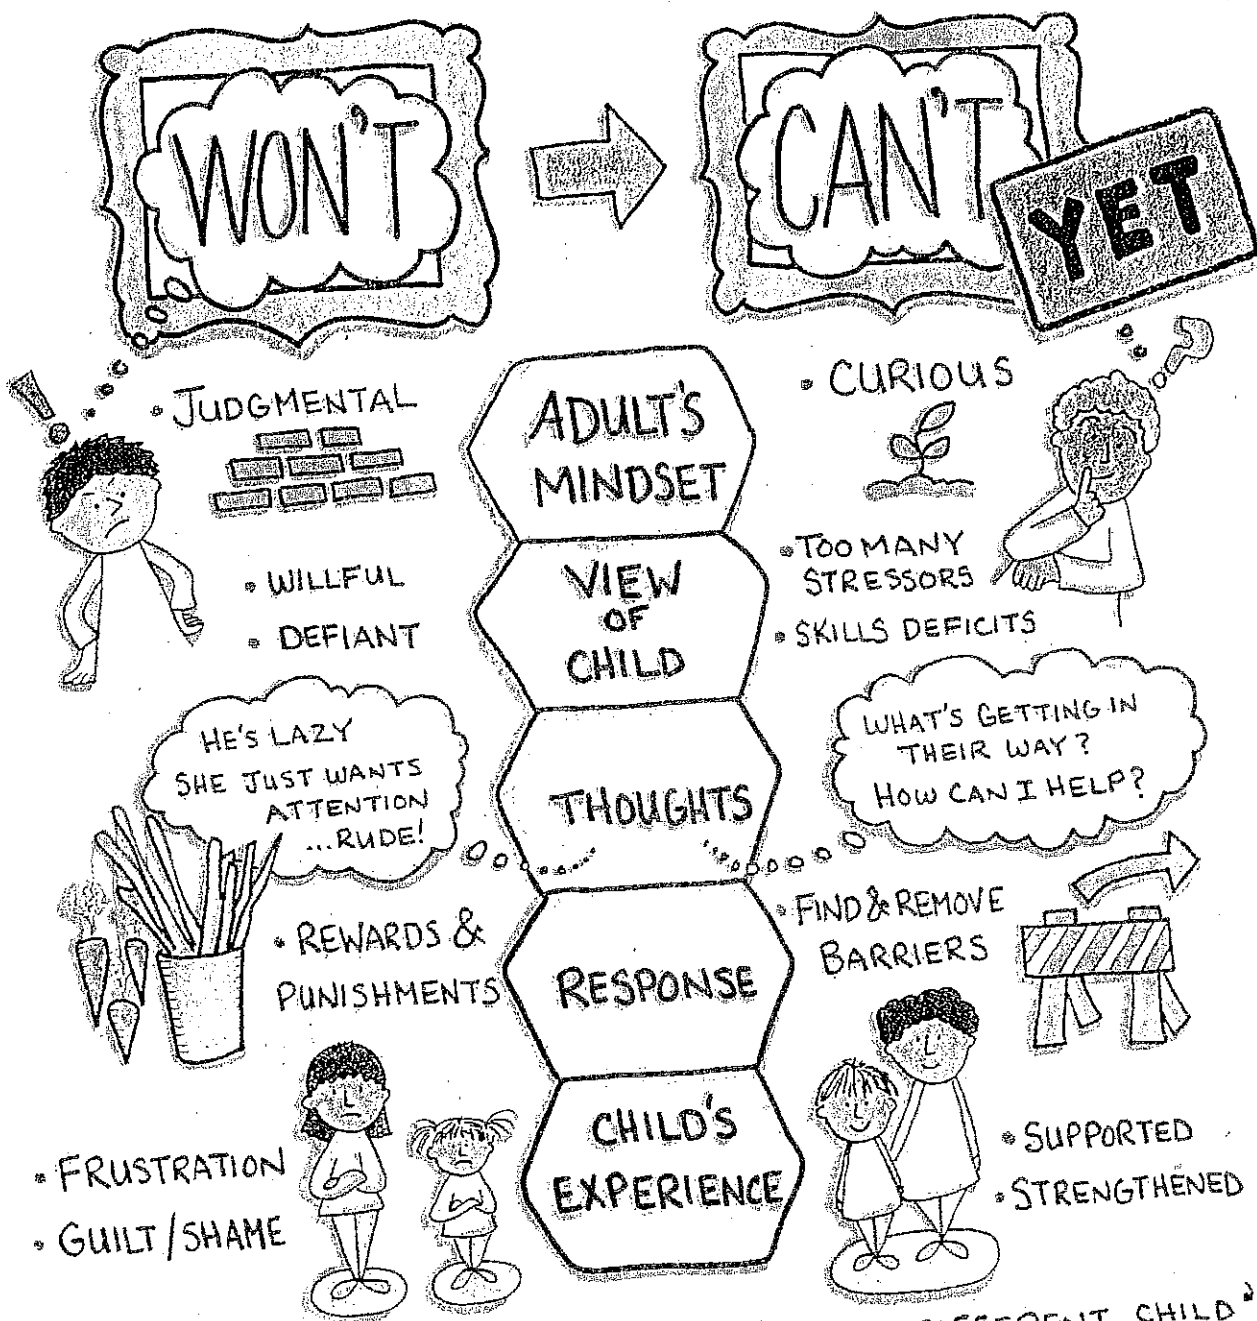 WON'T
CAN'T
YET
ADULT'S
MINDSET
• JUDGMENTAL
• CURIOUS
VIEW
OF
CHILD
• WILLFUL
• DEFIANT
• TOO MANY
STRESSORS
• SKILLS DEFICITS
THOUGHTS
HE'S LAZY
SHE JUST WANTS
ATTENTION
...RUDE!
WHAT'S GETTING IN
THEIR WAY?
HOW CAN I HELP?
RESPONSE
• REWARDS &
PUNISHMENTS
• FIND & REMOVE
BARRIERS
CHILD'S
EXPERIENCE
• FRUSTRATION
• GUILT/SHAME
• SUPPORTED
• STRENGTHENED
DIFFERENT CHILD"